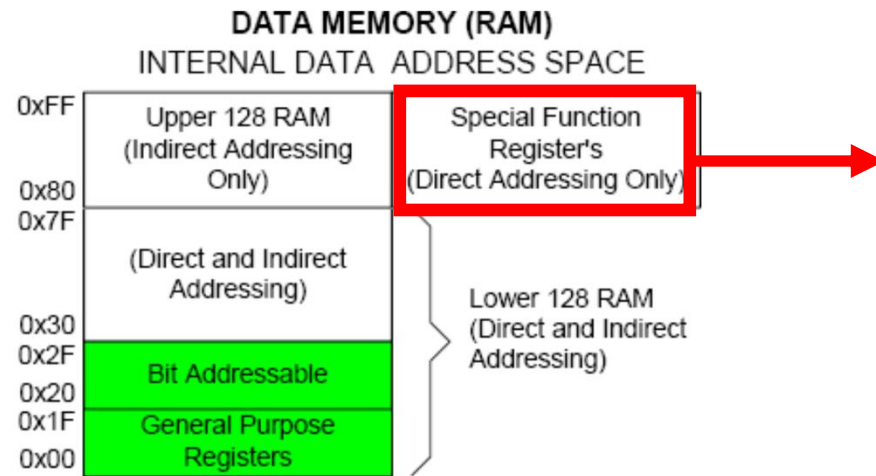 DATA MEMORY (RAM)
INTERNAL DATA ADDRESS SPACE
0xFF
Upper 128 RAM
(Indirect Addressing
Only)
0x80
Special Function
Register's
(Direct Addressing Only)
0x7F
(Direct and Indirect
Addressing)
0x30
Lower 128 RAM
(Direct and Indirect
Addressing)
0x2F
Bit Addressable
0x20
0x1F
General Purpose
Registers
0x00